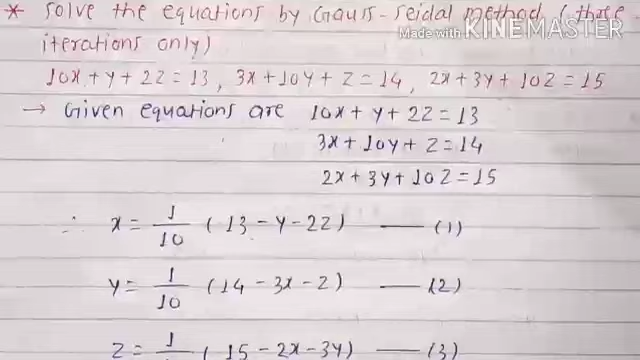 * Solve the equations by Gauss-Seidal method (three
iterations only)
Made with KINEMASTER
10x + y + 2z = 13, 3x + 10y + z = 14, 2x + 3y + 10z = 15
→ Given equations are 10x + y + 2z = 13
3x + 10y + z = 14
2x + 3y + 10z = 15
∴ x = 1/10 (13 - y - 2z) —— (1)
y = 1/10 (14 - 3x - z) —— (2)
z = 1/ (15 - 2x - 3y) —— (3)